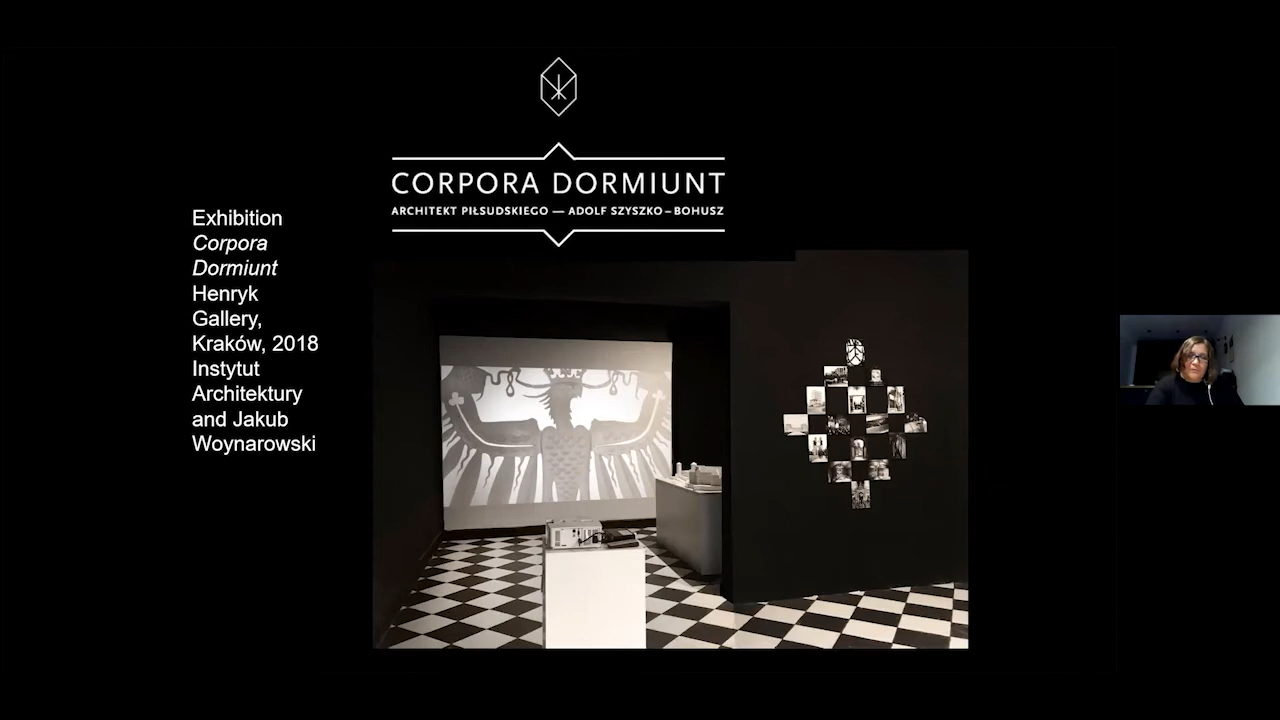 CORPORA DORMIUNT
ARCHITEKT PIŁSUDSKIEGO — ADOLF SZYSZKO–BOHUSZ
Exhibition
Corpora
Dormiunt
Henryk
Gallery,
Kraków, 2018
Instytut
Architektury
and Jakub
Woynarowski